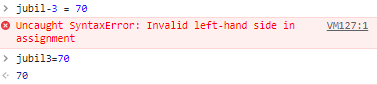 > jubil-3 = 70
Uncaught SyntaxError: Invalid left-hand side in VM127:1
assignment
> jubil3=70
70